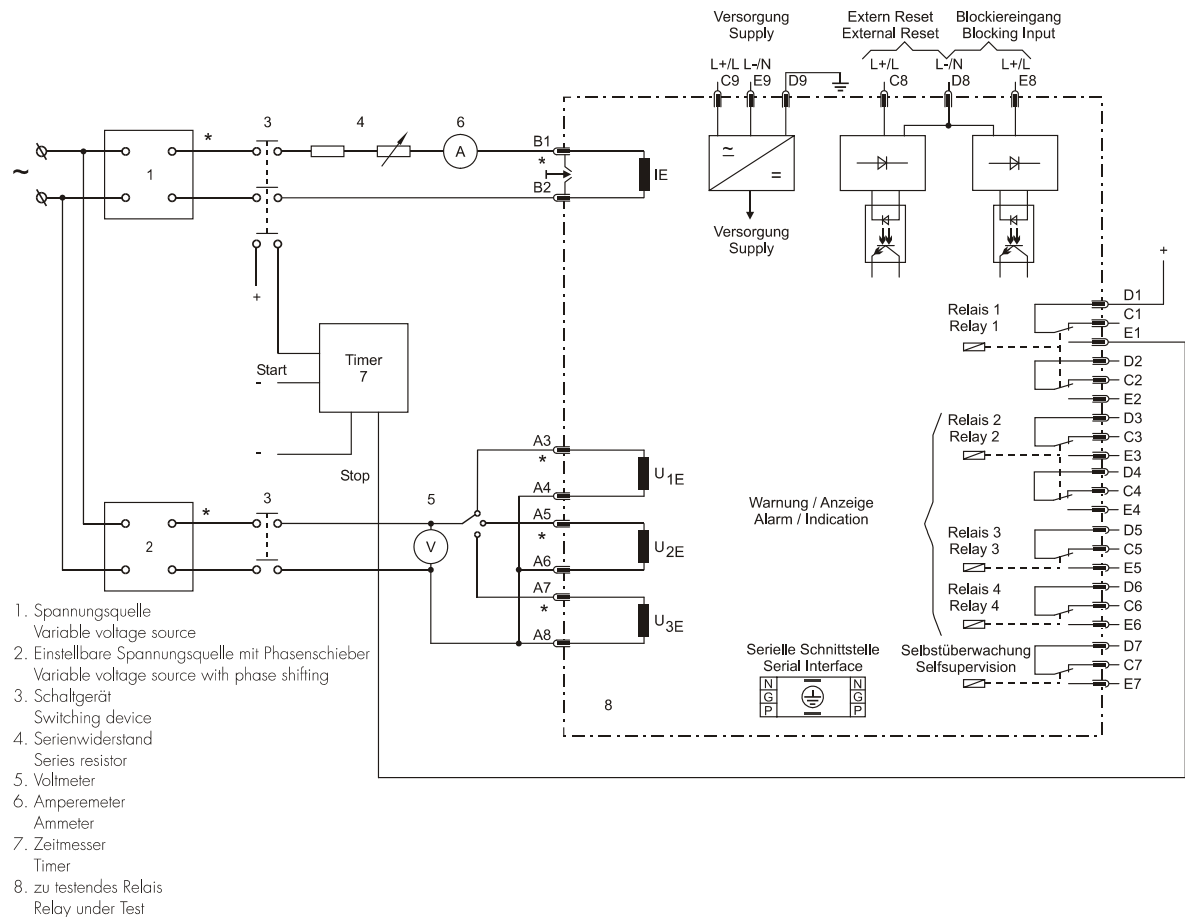 Versorgung
Supply
Extern Reset
External Reset
Blockiereingang
Blocking Input
L+/L
L-/N
L+/L
L-/N
L+/L
C9
E9
D9
C8
D8
E8
3
4
6
*
~
1
A
B1
*
B2
IE
≃
=
Versorgung
Supply
+
+
Timer
7
Start
-
-
Stop
Relais 1
Relay 1
D1
C1
E1
D2
C2
E2
Relais 2
Relay 2
D3
C3
E3
D4
C4
E4
Relais 3
Relay 3
D5
C5
E5
Relais 4
Relay 4
D6
C6
E6
Selbstüberwachung
Selfsupervision
D7
C7
E7
Warnung / Anzeige
Alarm / Indication
A3
*
U1E
A4
A5
*
U2E
A6
A7
*
U3E
A8
3
*
5
V
2
Serielle Schnittstelle
Serial Interface
N
G
P
N
G
P
8
1. Spannungsquelle
Variable voltage source
2. Einstellbare Spannungsquelle mit Phasenschieber
Variable voltage source with phase shifting
3. Schaltgerät
Switching device
4. Serienwiderstand
Series resistor
5. Voltmeter
6. Amperemeter
Ammeter
7. Zeitmesser
Timer
8. zu testendes Relais
Relay under Test